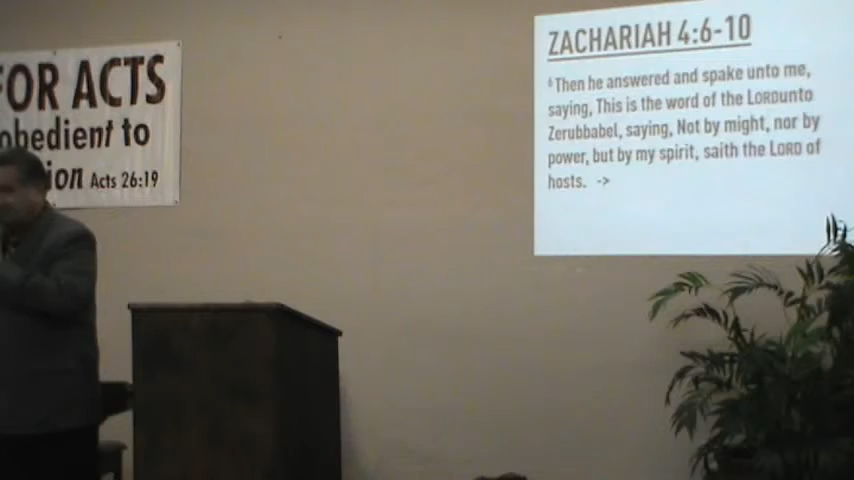 FOR ACTS
obedient to
ion Acts 26:19
ZACHARIAH 4:6-10
6 Then he answered and spake unto me,
saying, This is the word of the LORDunto
Zerubbabel, saying, Not by might, nor by
power, but by my spirit, saith the LORD of
hosts. ->